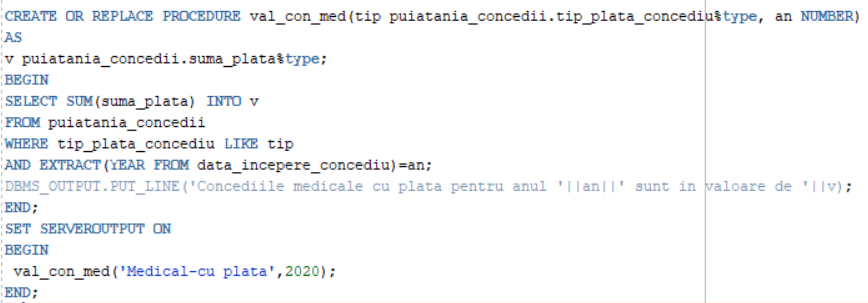 CREATE OR REPLACE PROCEDURE val_con_med(tip puiatania_concedii.tip_plata_concediu%type, an NUMBER)
AS
v puiatania_concedii.suma_plata%type;
BEGIN
SELECT SUM(suma_plata) INTO v
FROM puiatania_concedii
WHERE tip_plata_concediu LIKE tip
AND EXTRACT(YEAR FROM data_incepere_concediu)=an;
DBMS_OUTPUT.PUT_LINE('Concediile medicale cu plata pentru anul '||an||' sunt in valoare de '||v);
END;
SET SERVEROUTPUT ON
BEGIN
val_con_med('Medical-cu plata',2020);
END;